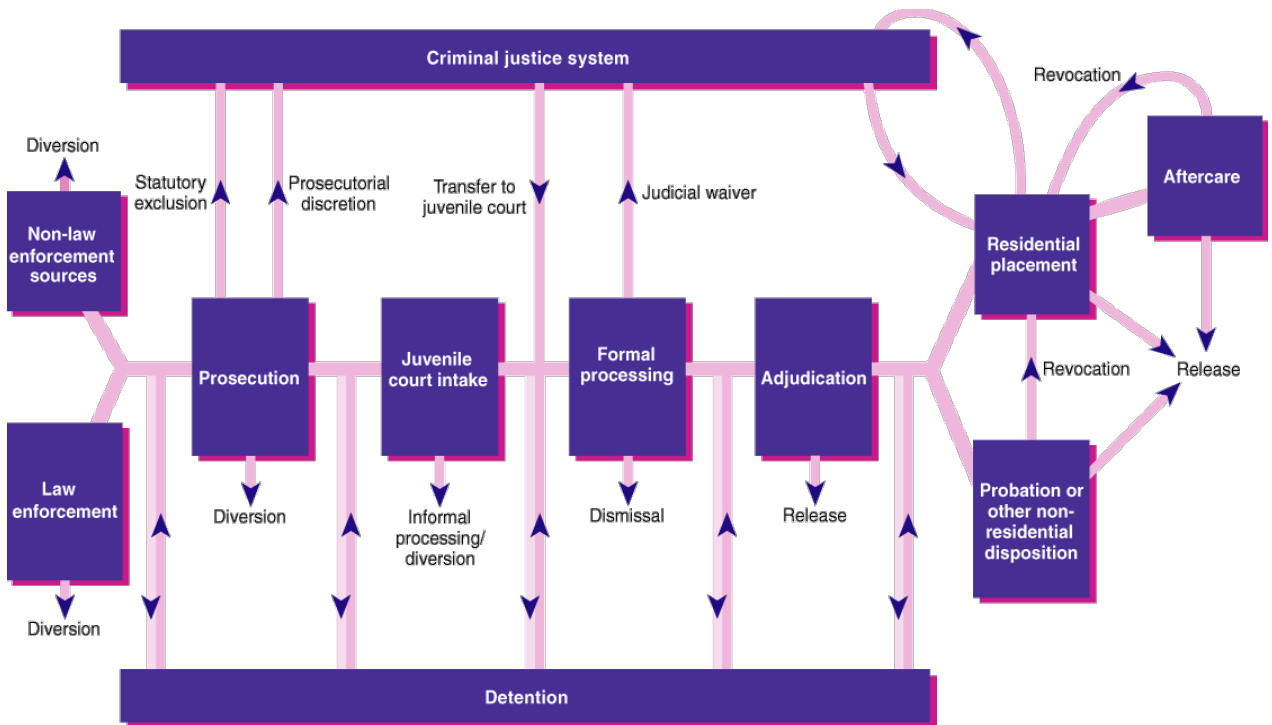 Criminal justice system
Revocation
Diversion
Aftercare
Statutory
exclusion
Prosecutorial
discretion
Transfer to
juvenile court
Judicial waiver
Non-law
enforcement
sources
Residential
placement
Prosecution
Juvenile
court intake
Formal
processing
Adjudication
Revocation
Release
Law
enforcement
Diversion
Informal
processing/
diversion
Dismissal
Release
Probation or
other non-
residential
disposition
Diversion
Detention